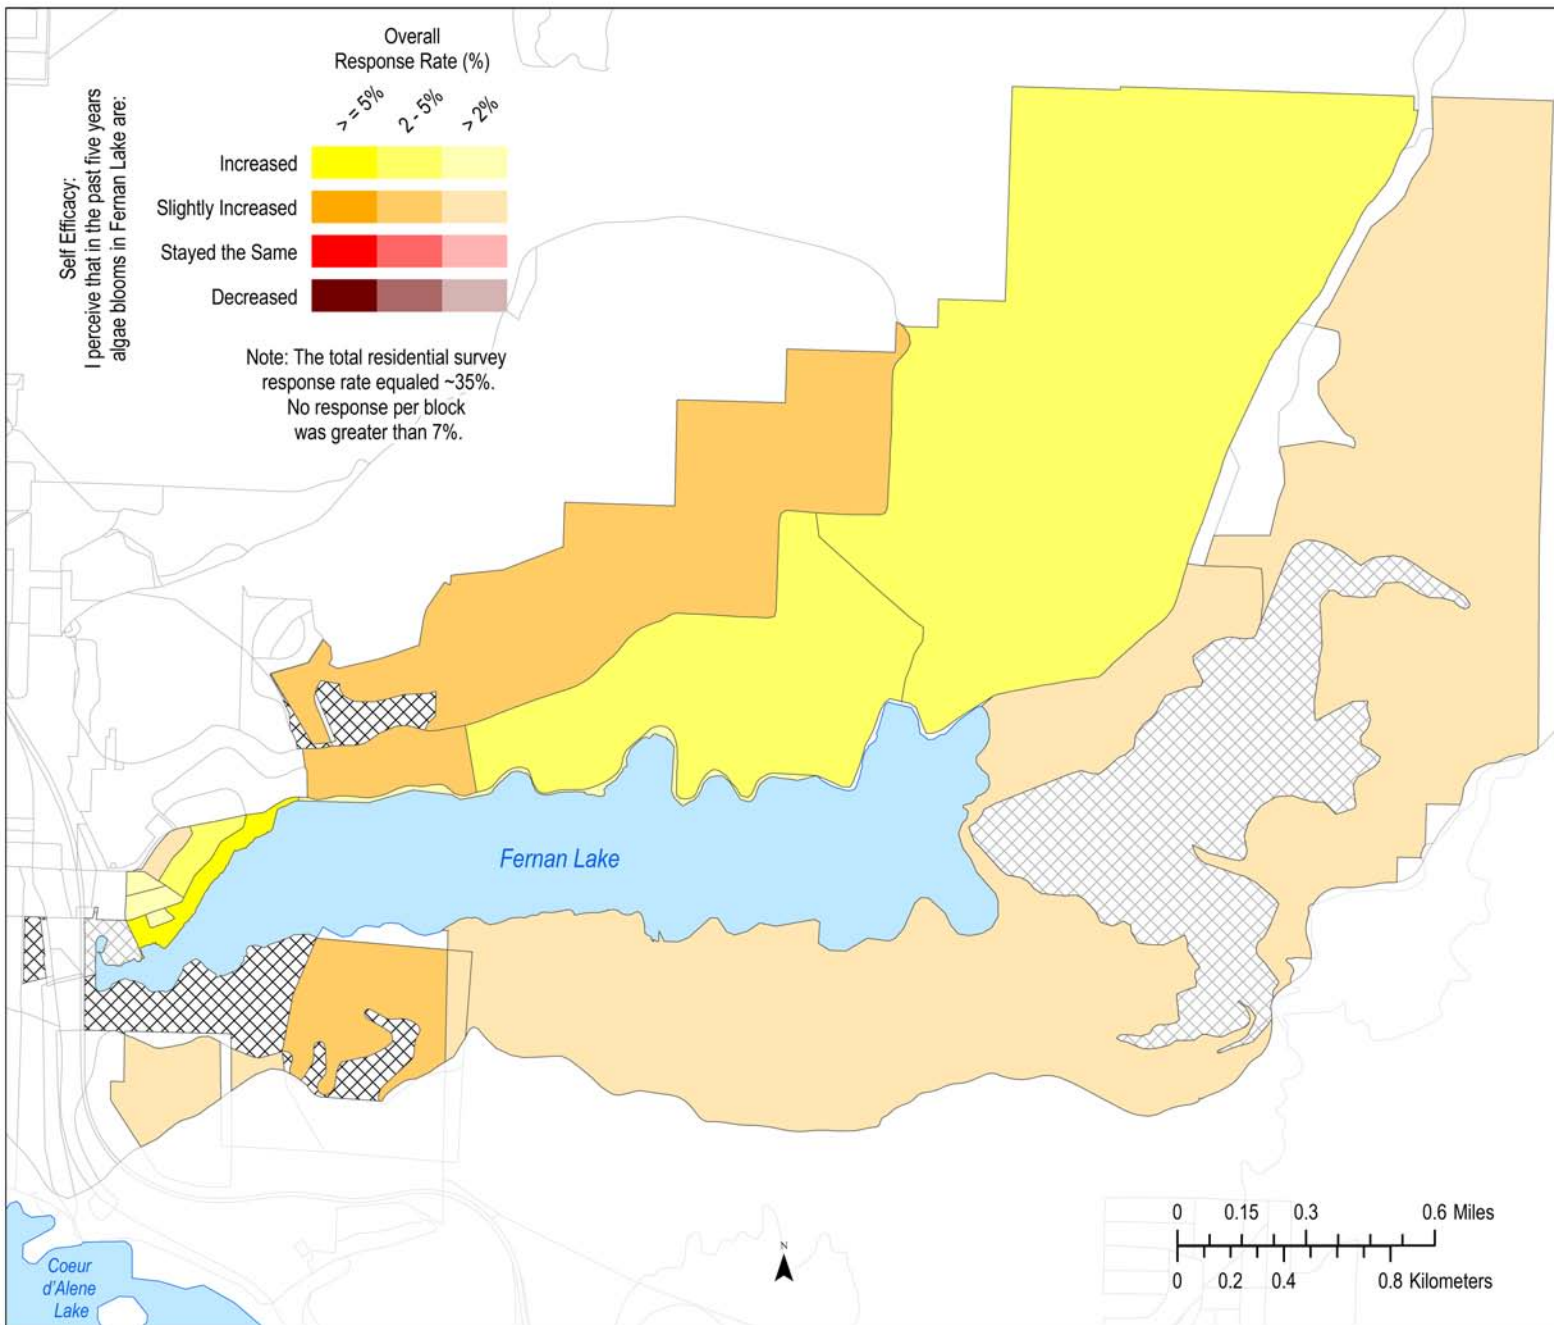 Overall
Response Rate (%)
> = 5%
2 - 5%
> 2%
Self Efficacy:
I perceive that in the past five years
algae blooms in Fernan Lake are:
Increased
Slightly Increased
Stayed the Same
Decreased
Note: The total residential survey
response rate equaled ~35%.
No response per block
was greater than 7%.
Fernan Lake
Coeur
d'Alene
Lake
N
0 0.15 0.3 0.6 Miles
0 0.2 0.4 0.8 Kilometers